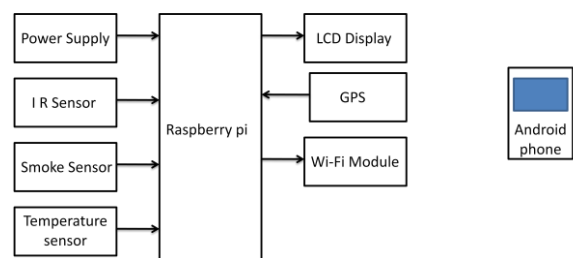 Power Supply
I R Sensor
Smoke Sensor
Temperature
sensor
Raspberry pi
LCD Display
GPS
Wi-Fi Module
Android
phone